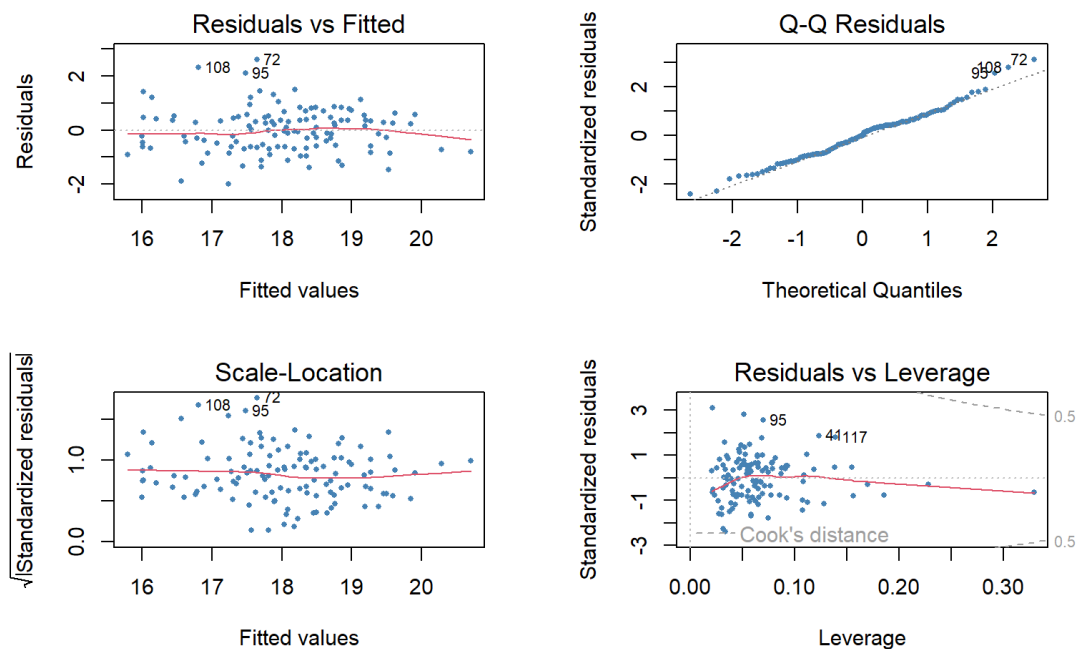 Residuals vs Fitted
Residuals
2
0
-2
108
72
95
16 17 18 19 20
Fitted values
Q-Q Residuals
Standardized residuals
2
0
-2
108
72
95
-2 -1 0 1 2
Theoretical Quantiles
Scale-Location
√|Standardized residuals|
1.0
0.0
108
72
95
16 17 18 19 20
Fitted values
Residuals vs Leverage
Standardized residuals
3
1
-1
-3
95
41
117
0.5
0.5
Cook's distance
0.00 0.10 0.20 0.30
Leverage